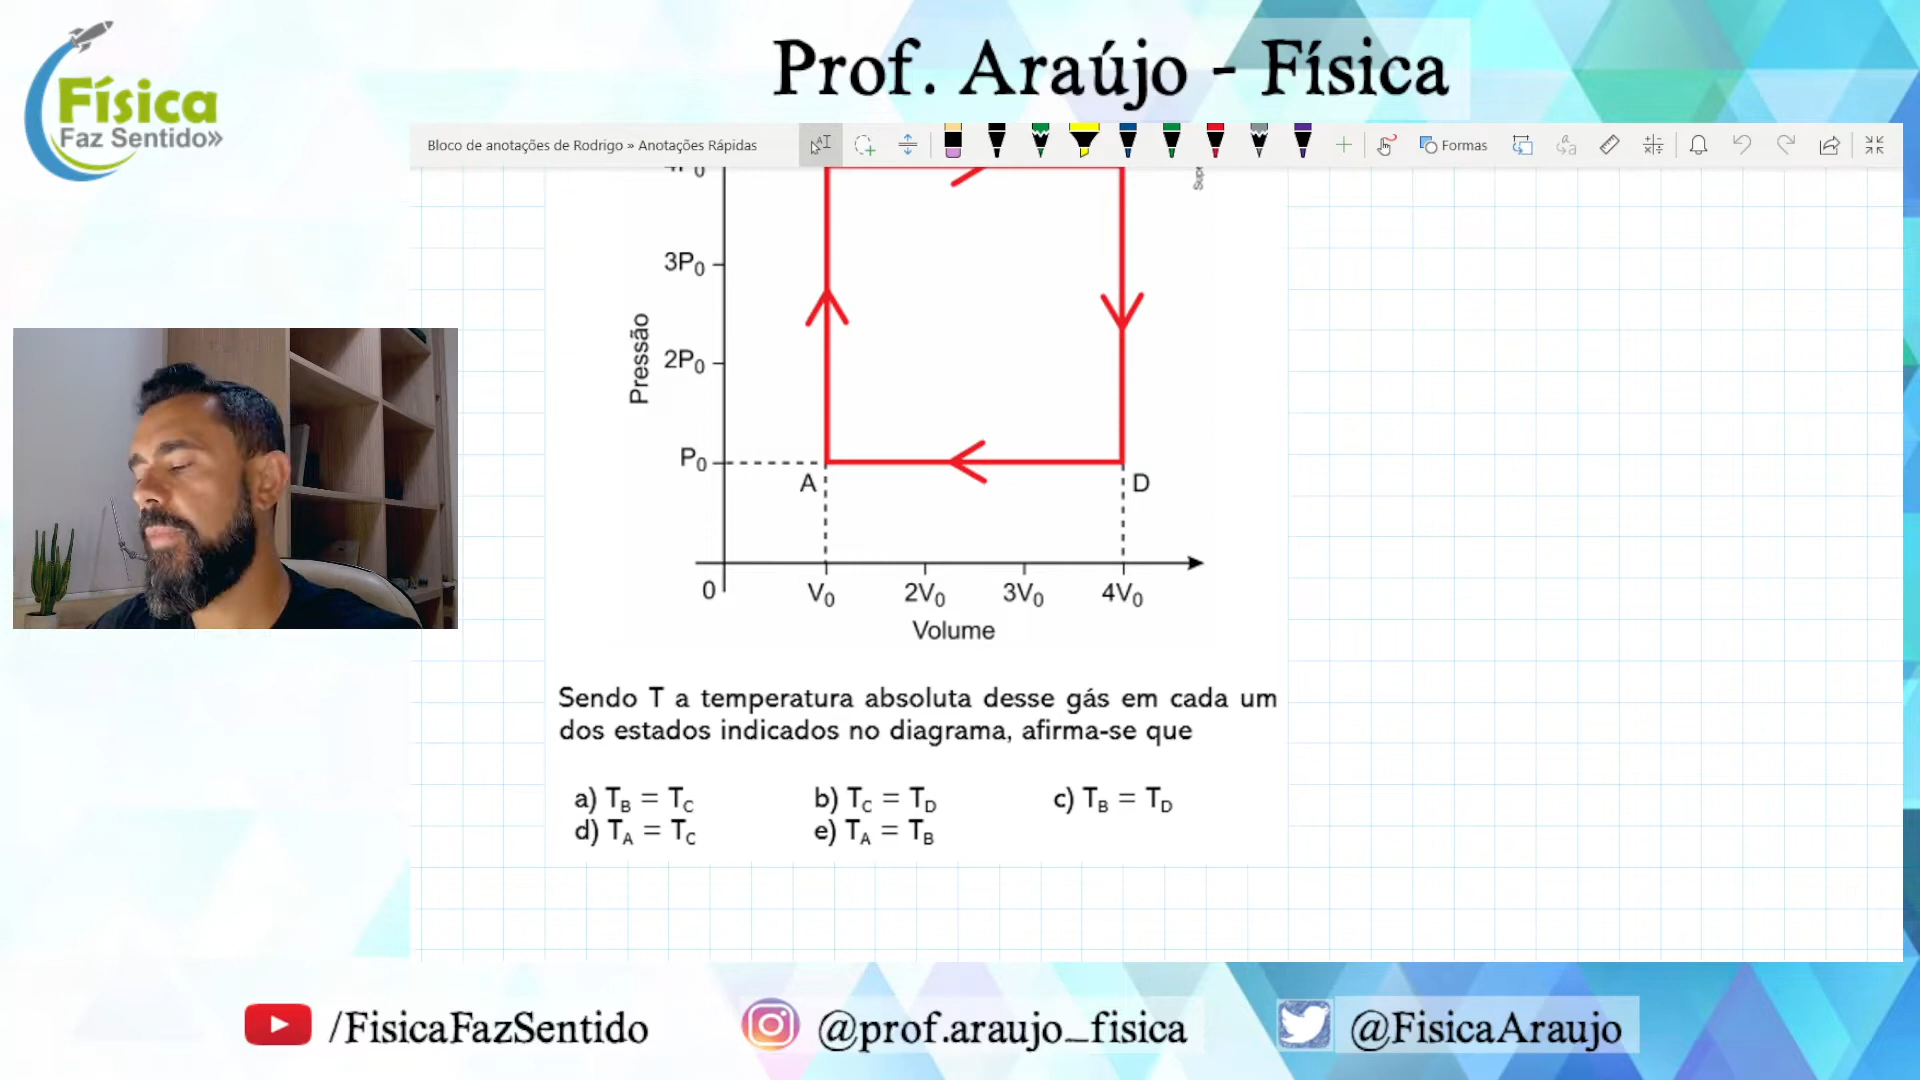 Prof. Araújo - Física
Física
Faz Sentido»
Bloco de anotações de Rodrigo » Anotações Rápidas
Formas
3P0
2P0
P0
Pressão
A
D
0
V0
2V0
3V0
4V0
Volume
Sendo T a temperatura absoluta desse gás em cada um
dos estados indicados no diagrama, afirma-se que
a) TB = TC
b) TC = TD
c) TB = TD
d) TA = TC
e) TA = TB
/FisicaFazSentido
@prof.araujo_fisica
@FisicaAraujo